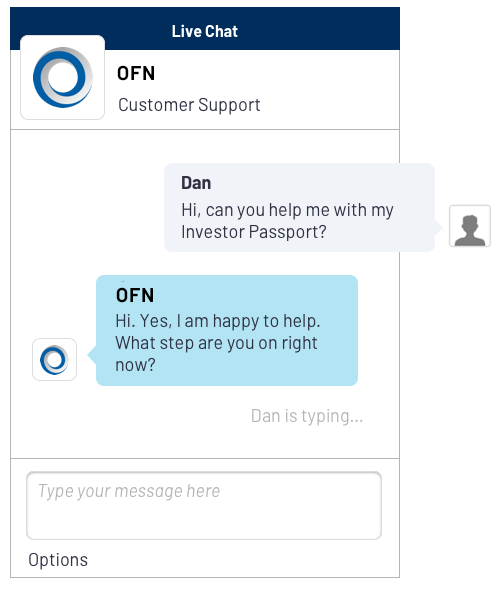 Live Chat
OFN
Customer Support
Dan
Hi, can you help me with my
Investor Passport?
OFN
Hi. Yes, I am happy to help.
What step are you on right
now?
Dan is typing...
Type your message here
Options